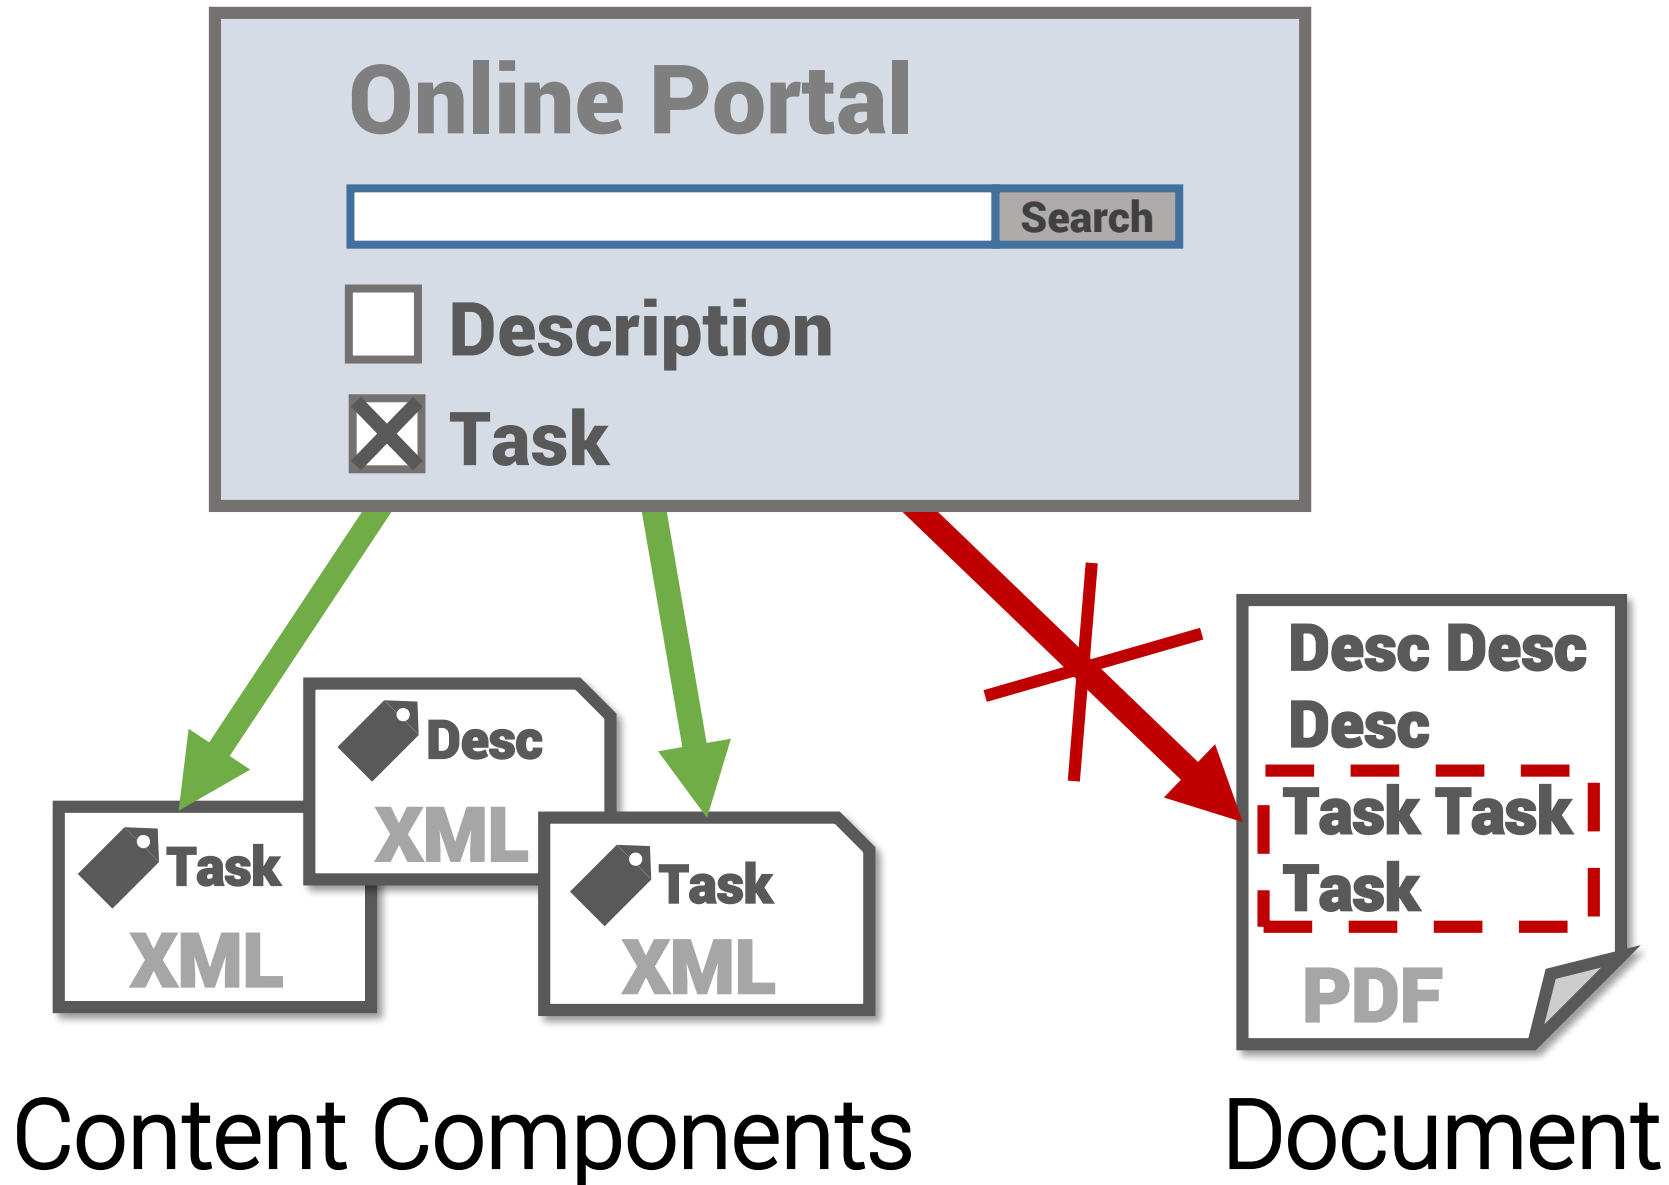 Online Portal
Search
Description
Task
Desc
XML
Task
XML
Task
XML
Desc Desc
Desc
Task Task
Task
PDF
Content Components
Document